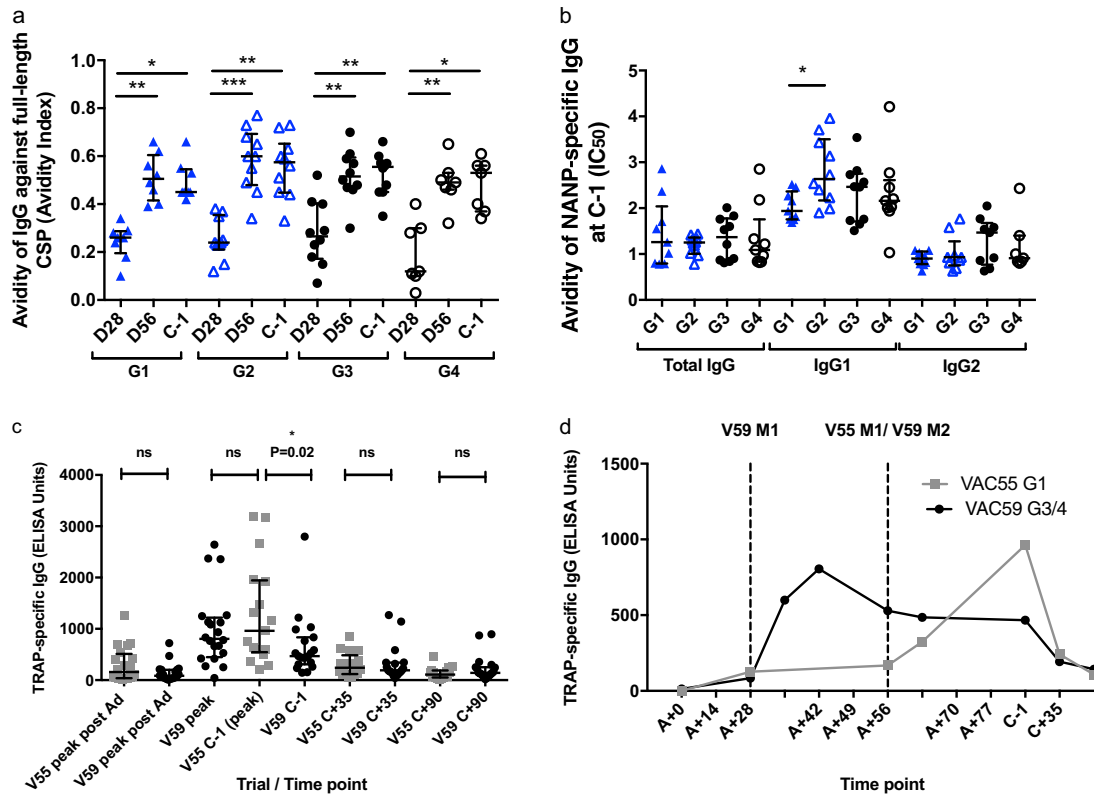 a
Avidity of IgG against full-length
CSP (Avidity Index)
1.0
0.8
0.6
0.4
0.2
0.0
* ** ** *
** *** ** **
D28 D56 C-1 D28 D56 C-1 D28 D56 C-1 D28 D56 C-1
G1 G2 G3 G4
b
Avidity of NANP-specific IgG
at C-1 (IC50)
5
4
3
2
1
0
*
G1 G2 G3 G4 G1 G2 G3 G4 G1 G2 G3 G4
Total IgG IgG1 IgG2
c
TRAP-specific IgG (ELISA Units)
4000
3000
2000
1000
0
*
ns ns P=0.02 ns ns
V55 peak post Ad
V59 peak post Ad
V59 peak
V55 C-1 (peak)
V59 C-1
V55 C+35
V59 C+35
V55 C+90
V59 C+90
Trial / Time point
d
V59 M1 V55 M1/ V59 M2
TRAP-specific IgG (ELISA Units)
1500
1000
500
0
VAC55 G1
VAC59 G3/4
A+0 A+14 A+28 A+42 A+49 A+56 A+70 A+77 C-1 C+35
Time point